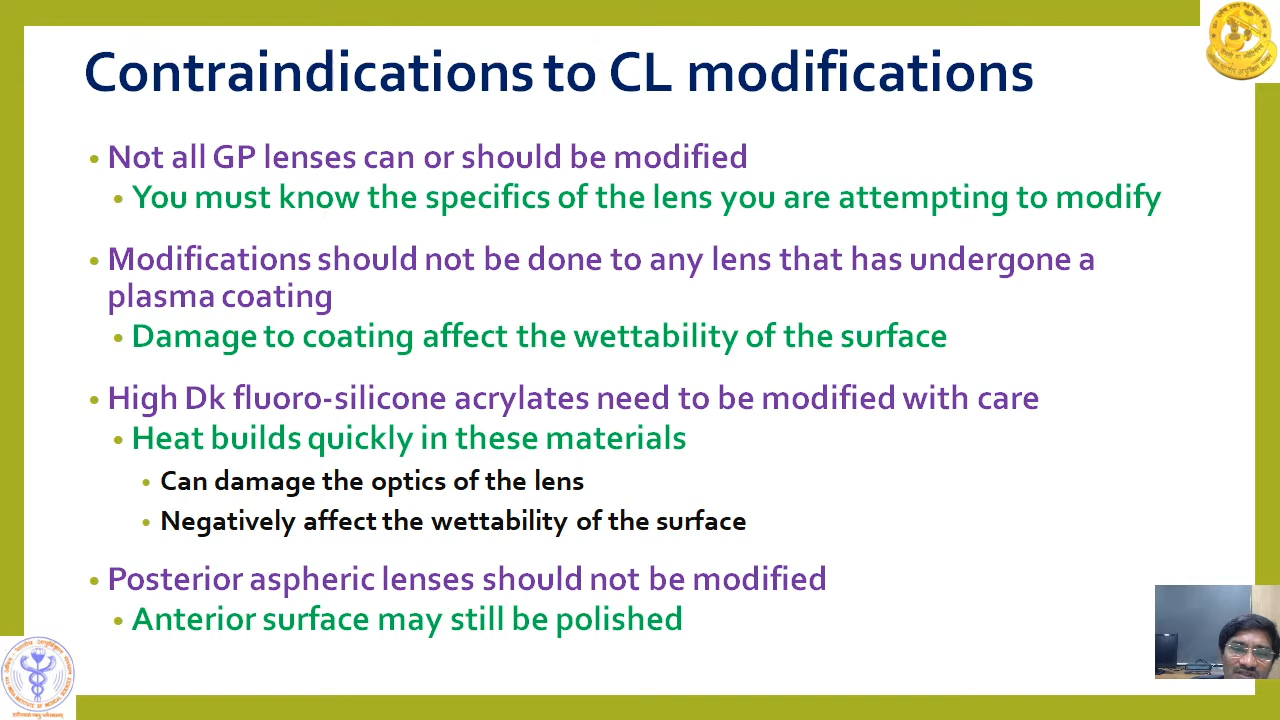 Contraindications to CL modifications
• Not all GP lenses can or should be modified
• You must know the specifics of the lens you are attempting to modify
• Modifications should not be done to any lens that has undergone a
plasma coating
• Damage to coating affect the wettability of the surface
• High Dk fluoro-silicone acrylates need to be modified with care
• Heat builds quickly in these materials
• Can damage the optics of the lens
• Negatively affect the wettability of the surface
• Posterior aspheric lenses should not be modified
• Anterior surface may still be polished